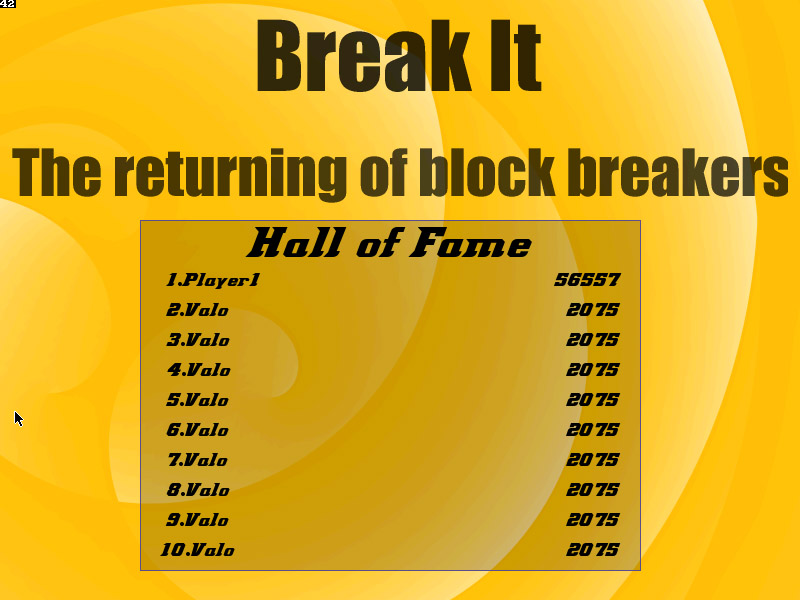 42
Break It
The returning of block breakers
Hall of Fame
1.Player1 56557
2.Valo 2075
3.Valo 2075
4.Valo 2075
5.Valo 2075
6.Valo 2075
7.Valo 2075
8.Valo 2075
9.Valo 2075
10.Valo 2075